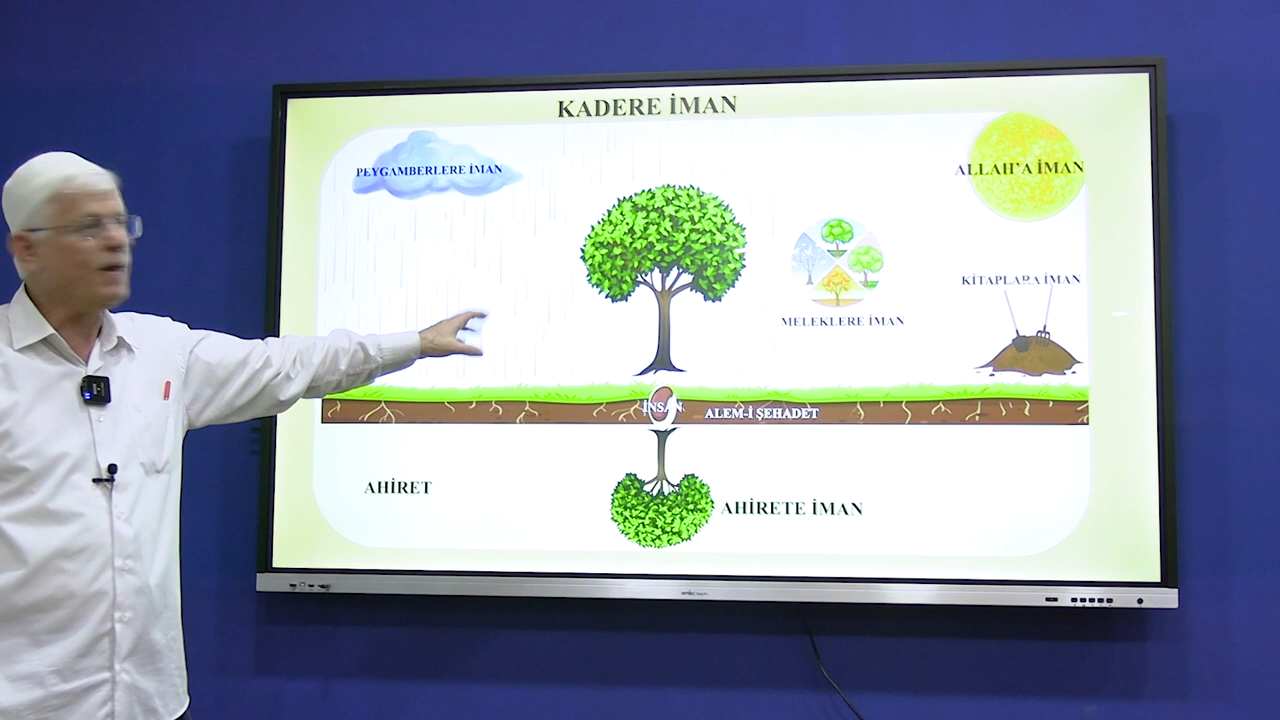 KADERE İMAN
PEYGAMBERLERE İMAN
ALLAH'A İMAN
KİTAPLARA İMAN
MELEKLERE İMAN
İNSAN
ALEM-İ ŞEHADET
AHİRET
AHİRETE İMAN